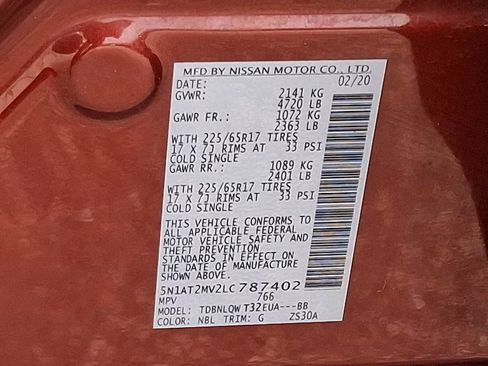 MFD BY NISSAN MOTOR CO., LTD.
DATE: 02/20
GVWR: 2141 KG
4720 LB
GAWR FR.: 1072 KG
2363 LB
WITH 225/65R17 TIRES
17 X 7J RIMS AT 33 PSI
COLD SINGLE
GAWR RR.: 1089 KG
2401 LB
WITH 225/65R17 TIRES
17 X 7J RIMS AT 33 PSI
COLD SINGLE
THIS VEHICLE CONFORMS TO
ALL APPLICABLE FEDERAL
MOTOR VEHICLE SAFETY AND
THEFT PREVENTION
STANDARDS IN EFFECT ON
THE DATE OF MANUFACTURE
SHOWN ABOVE.
5N1AT2MV2LC787402
MPV 766
MODEL: TDBNLQWT32EUA---BB
COLOR: NBL TRIM: G ZS30A